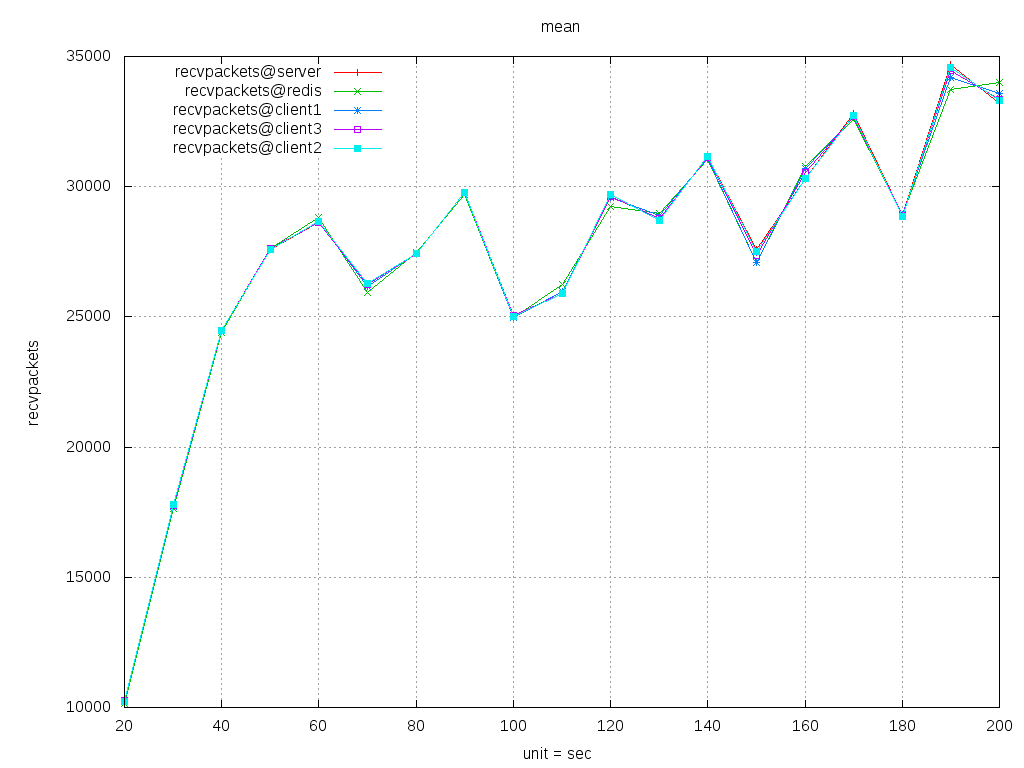 mean
35000
30000
25000
20000
15000
10000
recvpackets
recvpackets@server
recvpackets@redis
recvpackets@client1
recvpackets@client3
recvpackets@client2
20 40 60 80 100 120 140 160 180 200
unit = sec